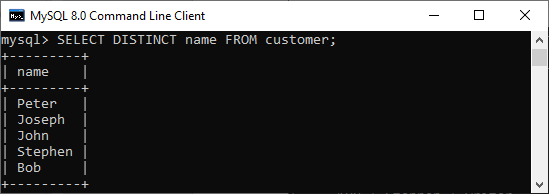 MySQL 8.0 Command Line Client
mysql> SELECT DISTINCT name FROM customer;
+---------+
| name    |
+---------+
| Peter   |
| Joseph  |
| John    |
| Stephen |
| Bob     |
+---------+